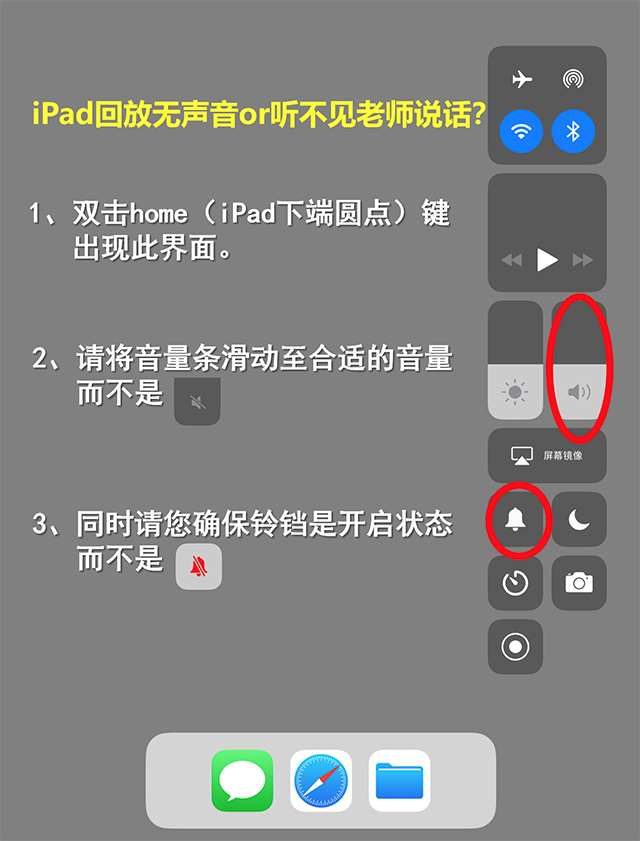 iPad回放无声音or听不见老师说话？
1、双击home（iPad下端圆点）键
出现此界面。
2、请将音量条滑动至合适的音量
而不是
屏幕镜像
3、同时请您确保铃铛是开启状态
而不是